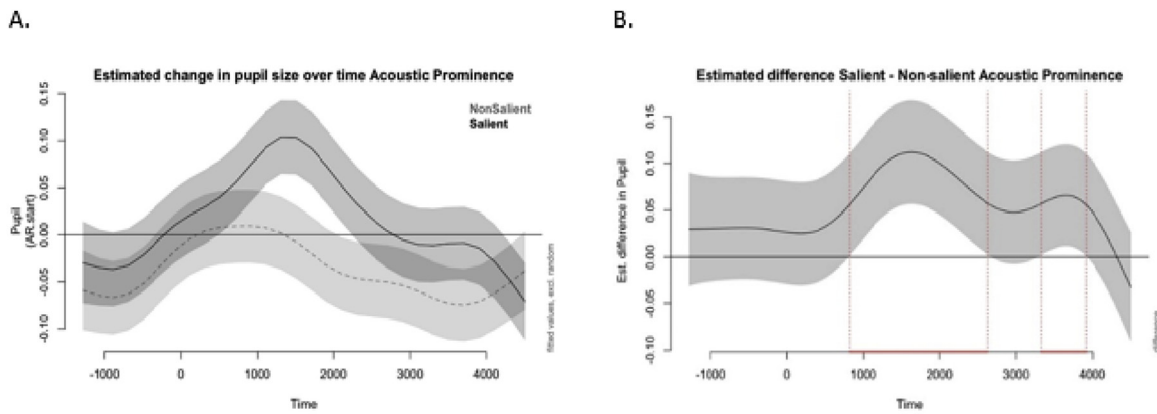 A.
Estimated change in pupil size over time Acoustic Prominence
NonSalient
Salient
0.15
0.10
0.05
0.00
-0.05
-0.10
Pupil
(AR.start)
-1000 0 1000 2000 3000 4000
Time
fitted values, excl. random
B.
Estimated difference Salient - Non-salient Acoustic Prominence
0.15
0.10
0.05
0.00
-0.05
-0.10
Est. difference in Pupil
-1000 0 1000 2000 3000 4000
Time